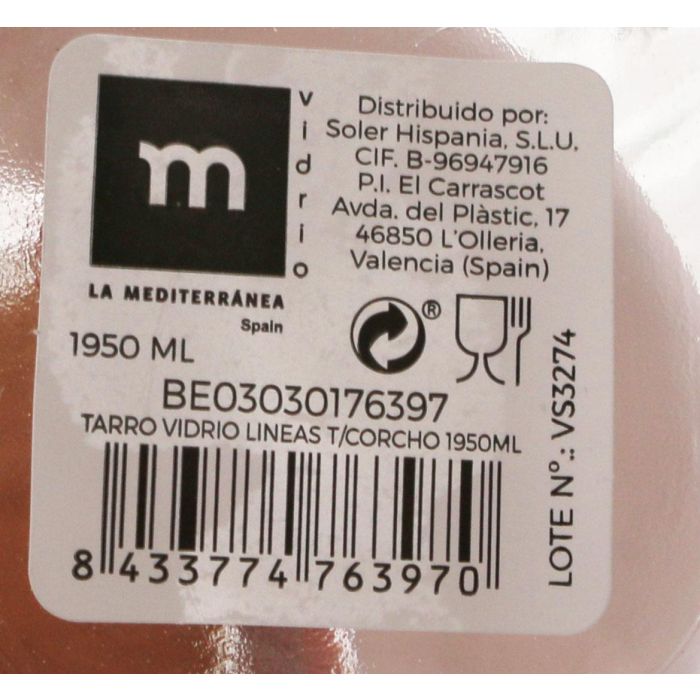 m
vidrio
LA MEDITERRÁNEA
Spain
Distribuido por:
Soler Hispania, S.L.U.
CIF. B-96947916
P.I. El Carrascot
Avda. del Plàstic, 17
46850 L'Olleria,
Valencia (Spain)
®
1950 ML
BE03030176397
TARRO VIDRIO LINEAS T/CORCHO 1950ML
8 433774 763970
LOTE Nº.: VS3274